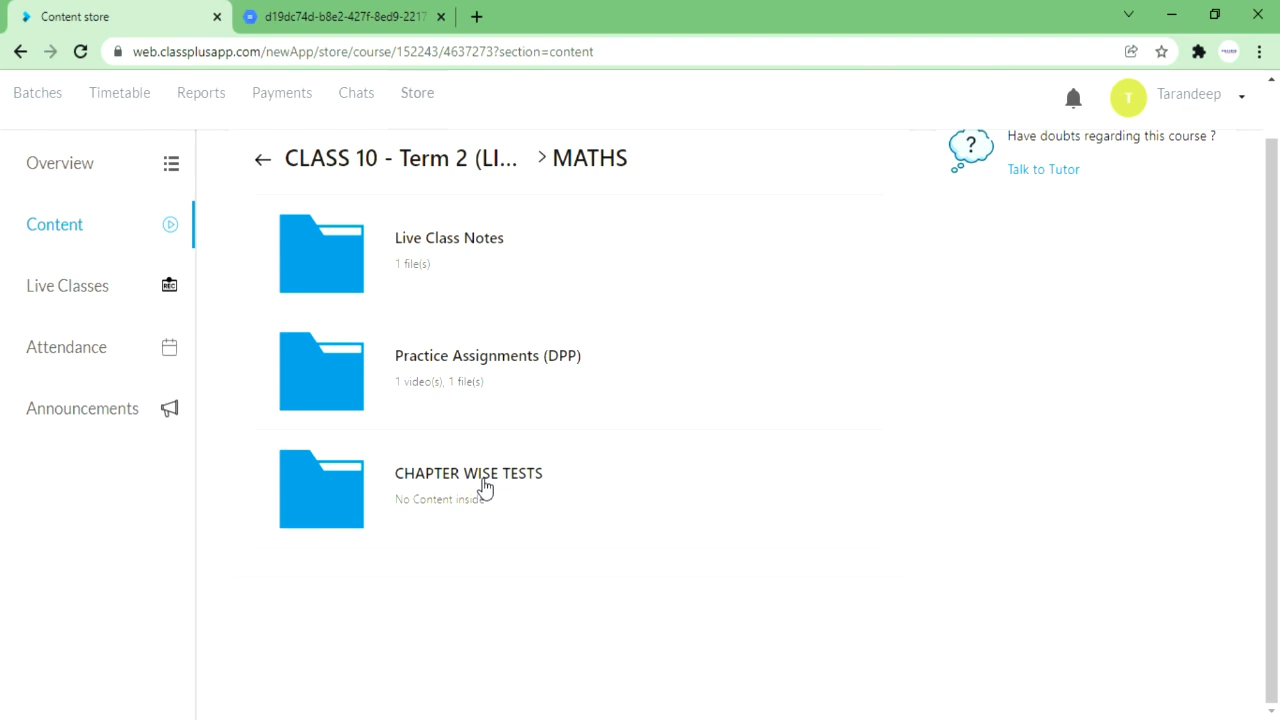 Content store
d19dc74d-b8e2-427f-8ed9-2217
web.classplusapp.com/newApp/store/course/152243/4637273?section=content
Batches Timetable Reports Payments Chats Store
T Tarandeep
Overview
Content
Live Classes
REC
Attendance
Announcements
← CLASS 10 - Term 2 (LI... > MATHS
Live Class Notes
1 file(s)
Practice Assignments (DPP)
1 video(s), 1 file(s)
CHAPTER WISE TESTS
No Content inside
? Have doubts regarding this course ?
Talk to Tutor